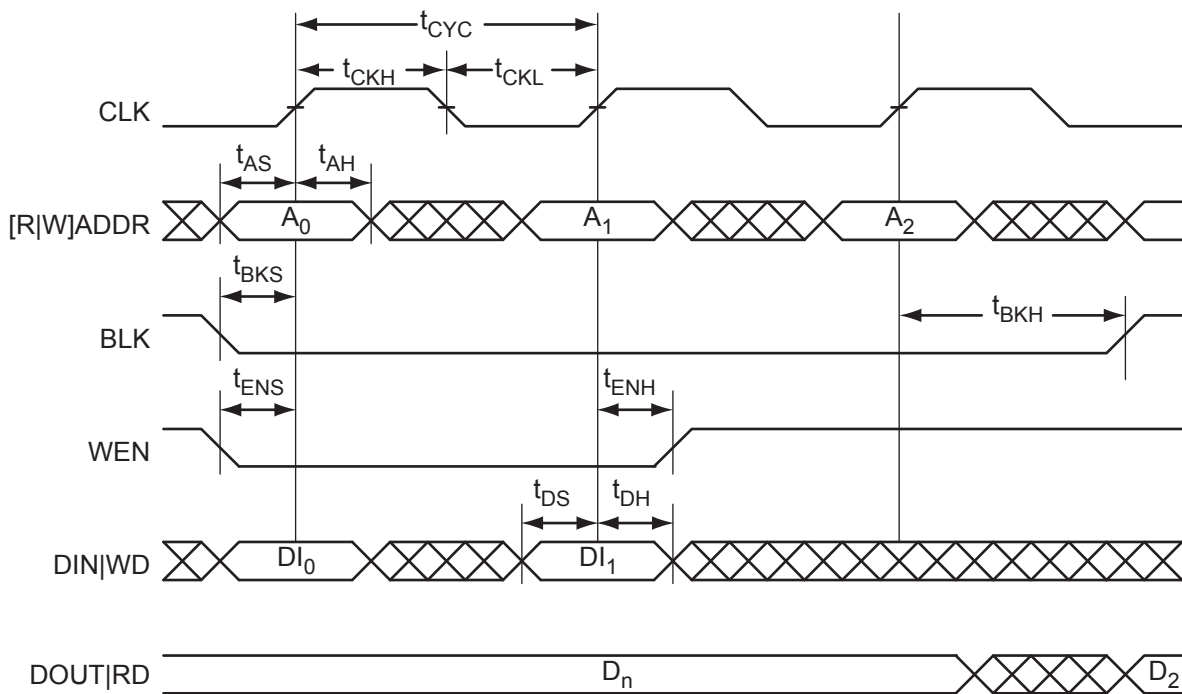 tCYC
tCKH tCKL
CLK
tAS tAH
[R|W]ADDR A0 A1 A2
tBKS tBKH
BLK
tENS tENH
WEN
tDS tDH
DIN|WD DI0 DI1
DOUT|RD Dn D2